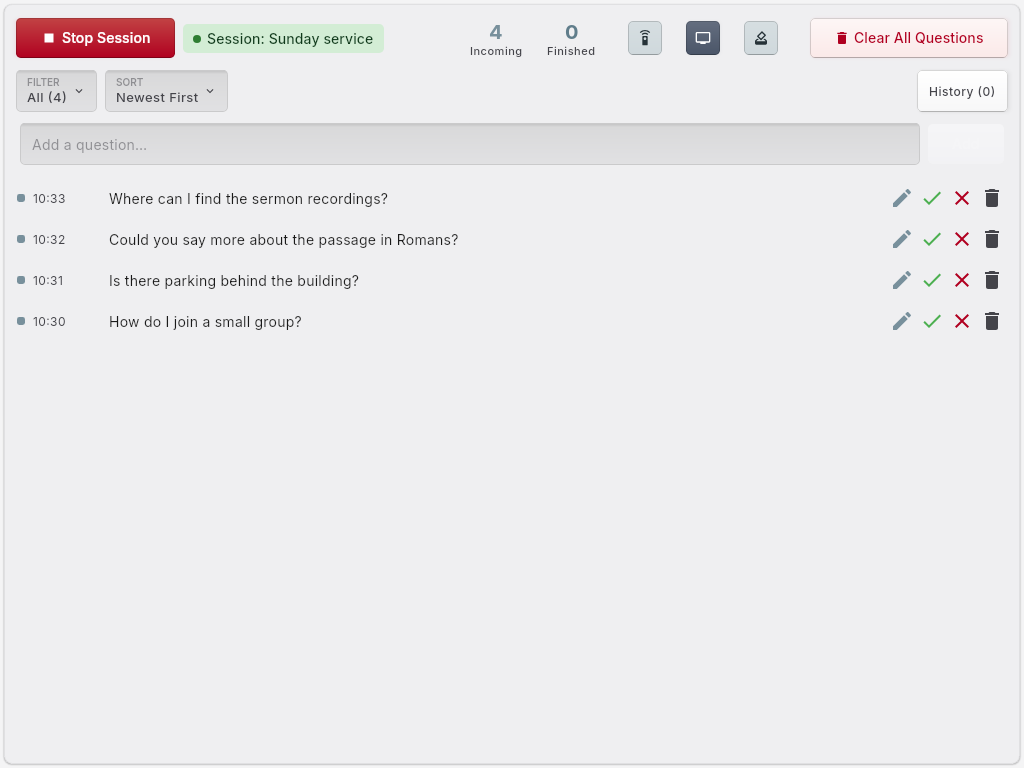 Stop Session
Session: Sunday service
4
Incoming
0
Finished
Clear All Questions
FILTER
All (4)
SORT
Newest First
History (0)
Add a question...
10:33 Where can I find the sermon recordings?
10:32 Could you say more about the passage in Romans?
10:31 Is there parking behind the building?
10:30 How do I join a small group?